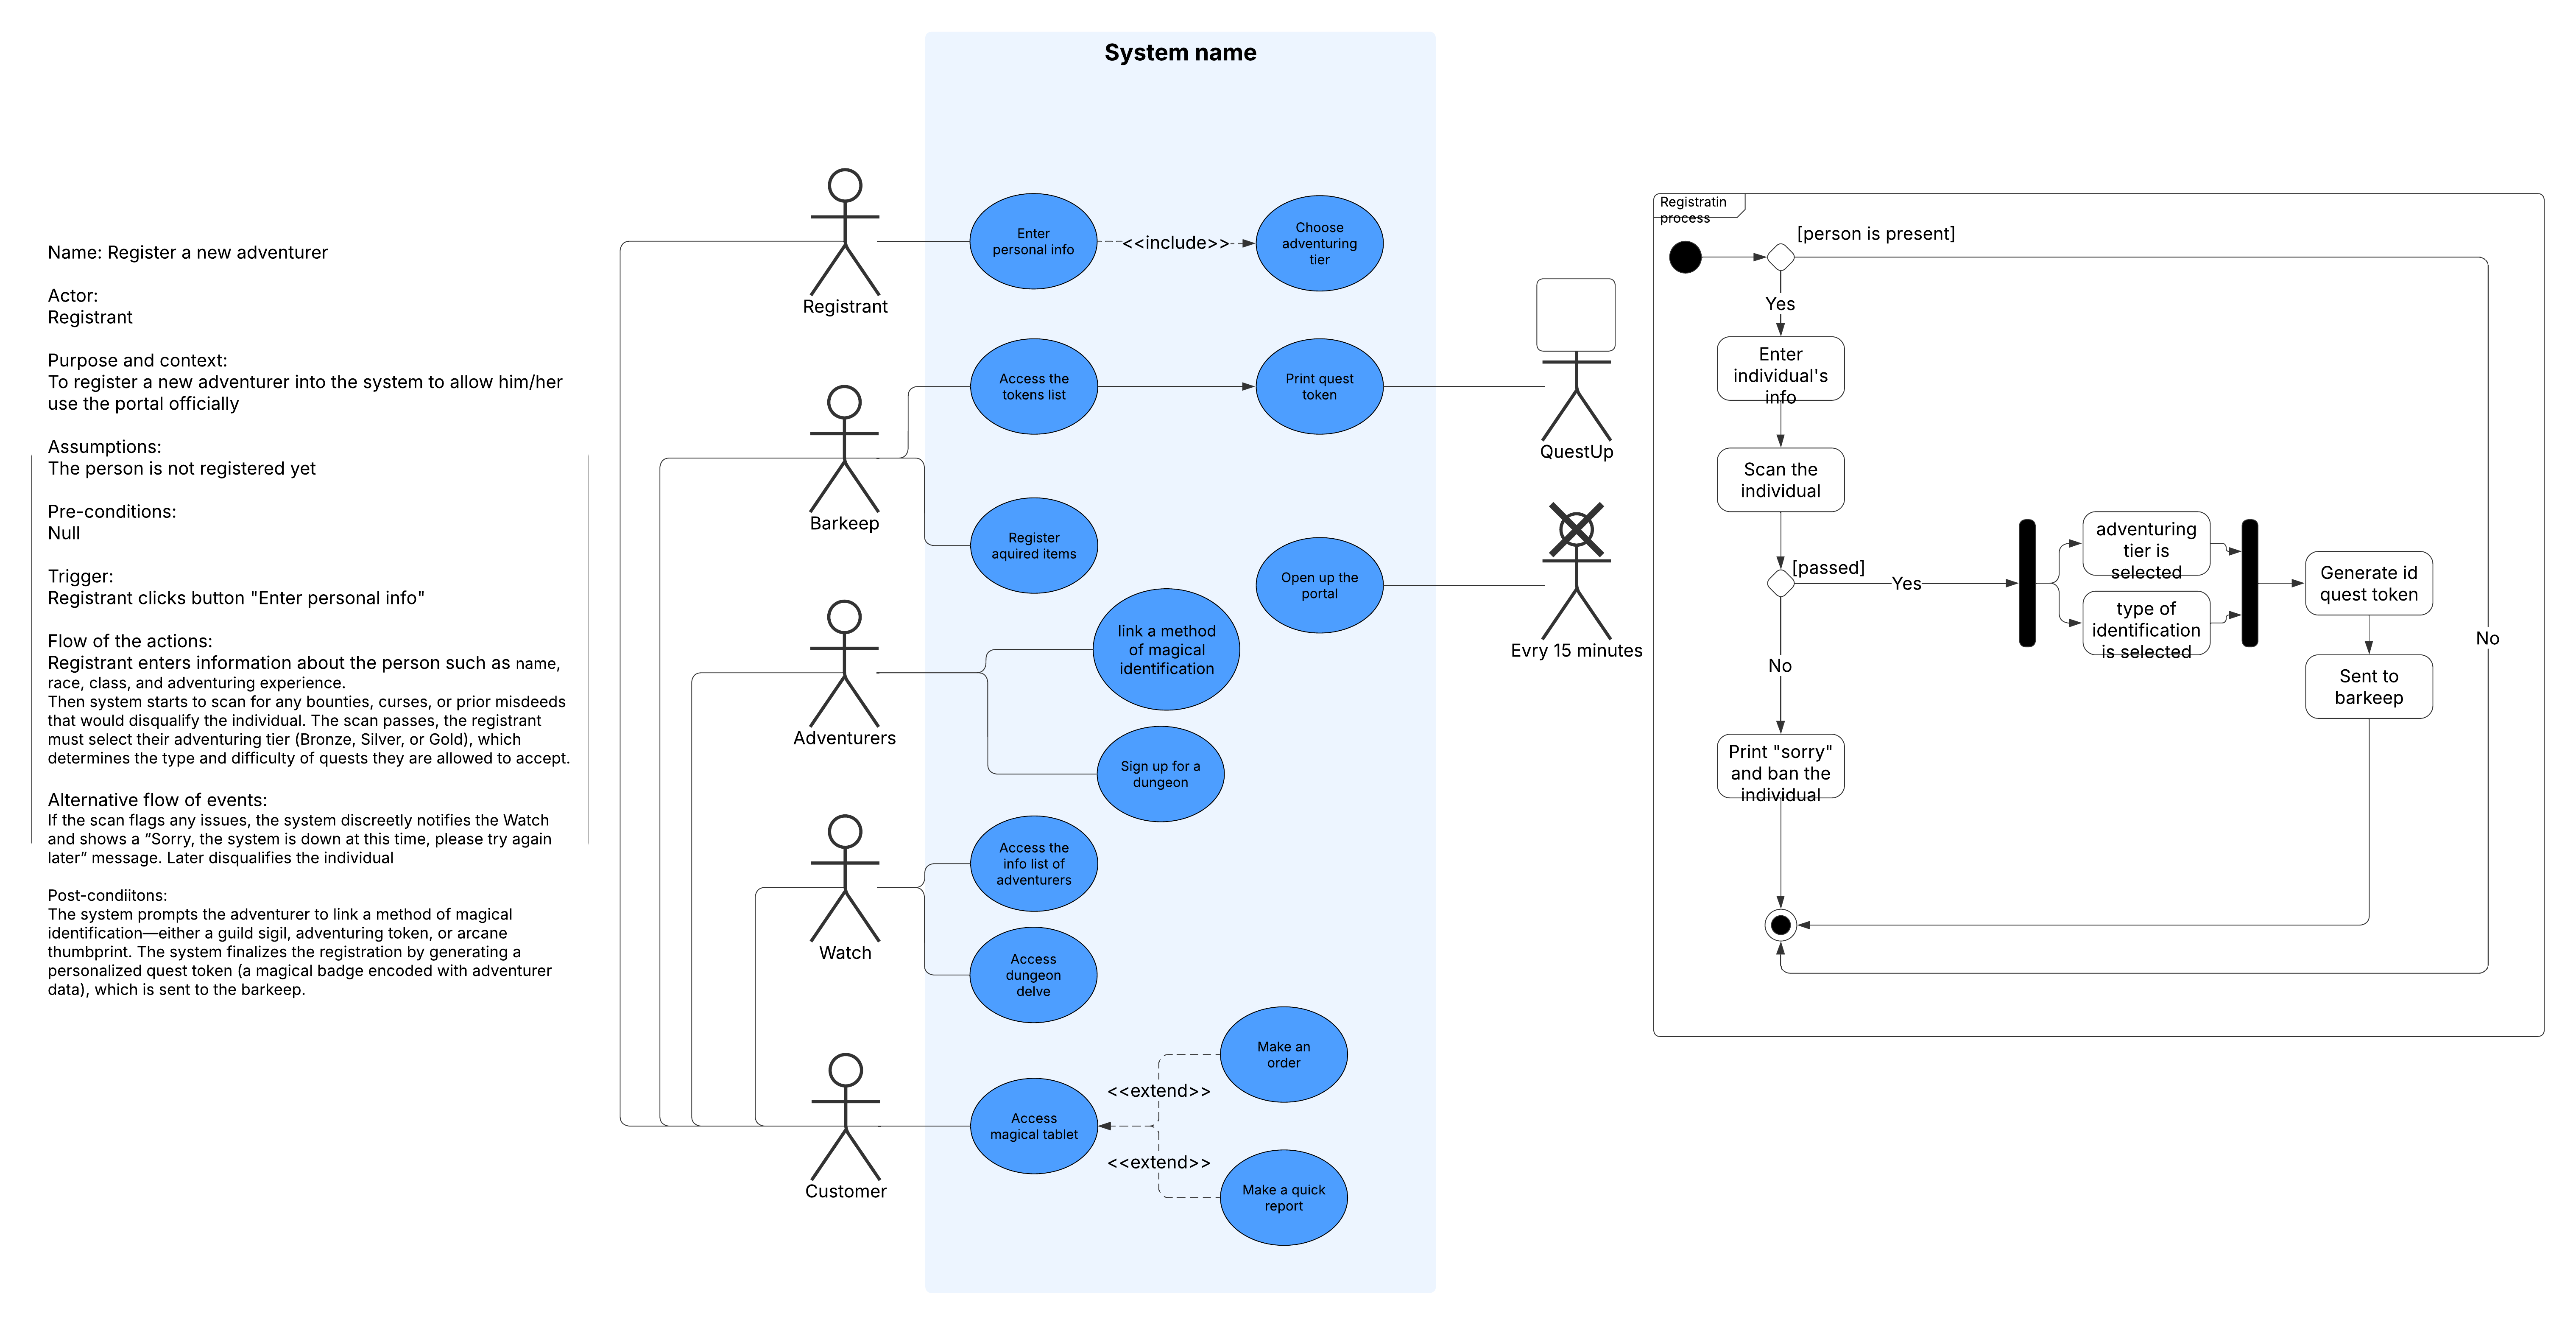 Name: Register a new adventurer
Actor:
Registrant
Purpose and context:
To register a new adventurer into the system to allow him/her
use the portal officially
Assumptions:
The person is not registered yet
Pre-conditions:
Null
Trigger:
Registrant clicks button "Enter personal info"
Flow of the actions:
Registrant enters information about the person such as name,
race, class, and adventuring experience.
Then system starts to scan for any bounties, curses, or prior misdeeds
that would disqualify the individual. The scan passes, the registrant
must select their adventuring tier (Bronze, Silver, or Gold), which
determines the type and difficulty of quests they are allowed to accept.
Alternative flow of events:
If the scan flags any issues, the system discreetly notifies the Watch
and shows a “Sorry, the system is down at this time, please try again
later” message. Later disqualifies the individual
Post-condiitons:
The system prompts the adventurer to link a method of magical
identification—either a guild sigil, adventuring token, or arcane
thumbprint. The system finalizes the registration by generating a
personalized quest token (a magical badge encoded with adventurer
data), which is sent to the barkeep.
System name
Registrant
Enter
personal info
<<include>>
Choose
adventuring
tier
Barkeep
Access the
tokens list
Print quest
token
QuestUp
Register
aquired items
Open up the
portal
Evry 15 minutes
Adventurers
link a method
of magical
identification
Sign up for a
dungeon
Watch
Access the
info list of
adventurers
Access
dungeon
delve
Customer
Access
magical tablet
<<extend>>
Make an
order
<<extend>>
Make a quick
report
Registratin
process
[person is present]
Yes
Enter
individual's
info
Scan the
individual
[passed]
Yes
adventuring
tier is
selected
type of
identification
is selected
Generate id
quest token
Sent to
barkeep
No
No
Print "sorry"
and ban the
individual